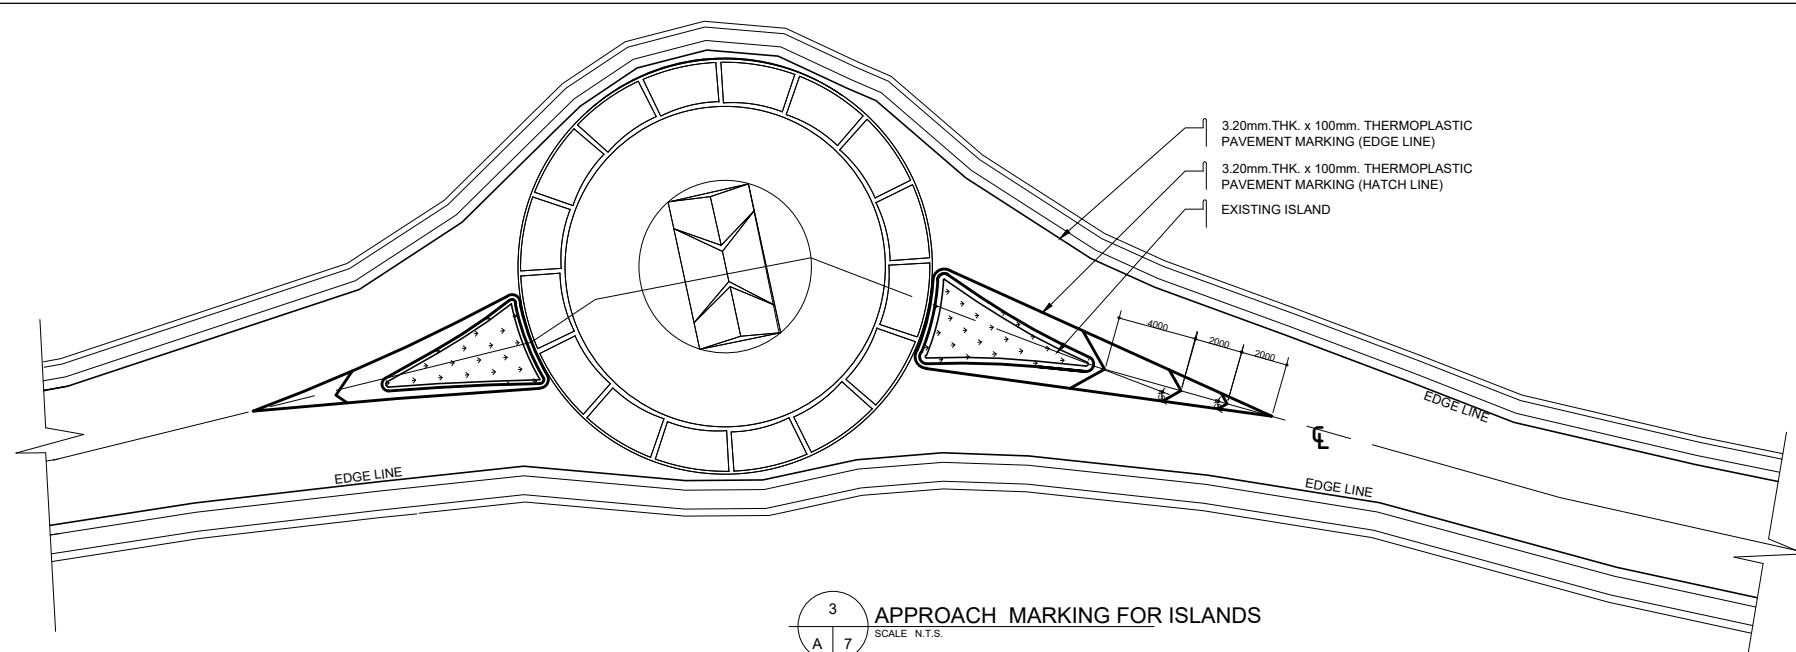 3.20mm.THK. x 100mm. THERMOPLASTIC
PAVEMENT MARKING (EDGE LINE)
3.20mm.THK. x 100mm. THERMOPLASTIC
PAVEMENT MARKING (HATCH LINE)
EXISTING ISLAND
4000
2000
2000
EDGE LINE
℄
EDGE LINE
EDGE LINE
3
A 7
APPROACH MARKING FOR ISLANDS
SCALE N.T.S.